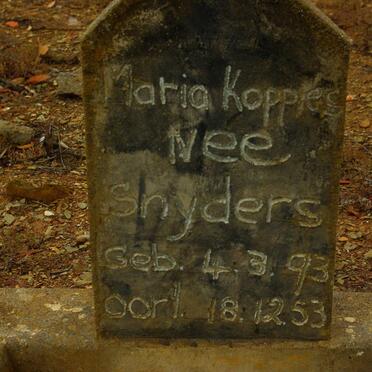 Maria Kopples
Nee
Snyders
Geb. 4.3.93
oorl. 18.12.53